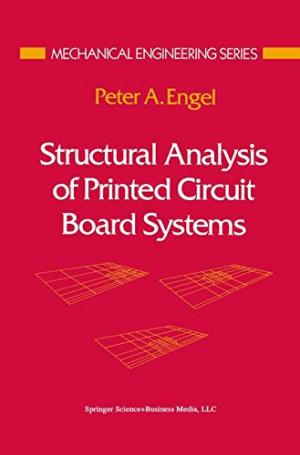 MECHANICAL ENGINEERING SERIES
Peter A. Engel
Structural Analysis
of Printed Circuit
Board Systems
Springer Science+Business Media, LLC